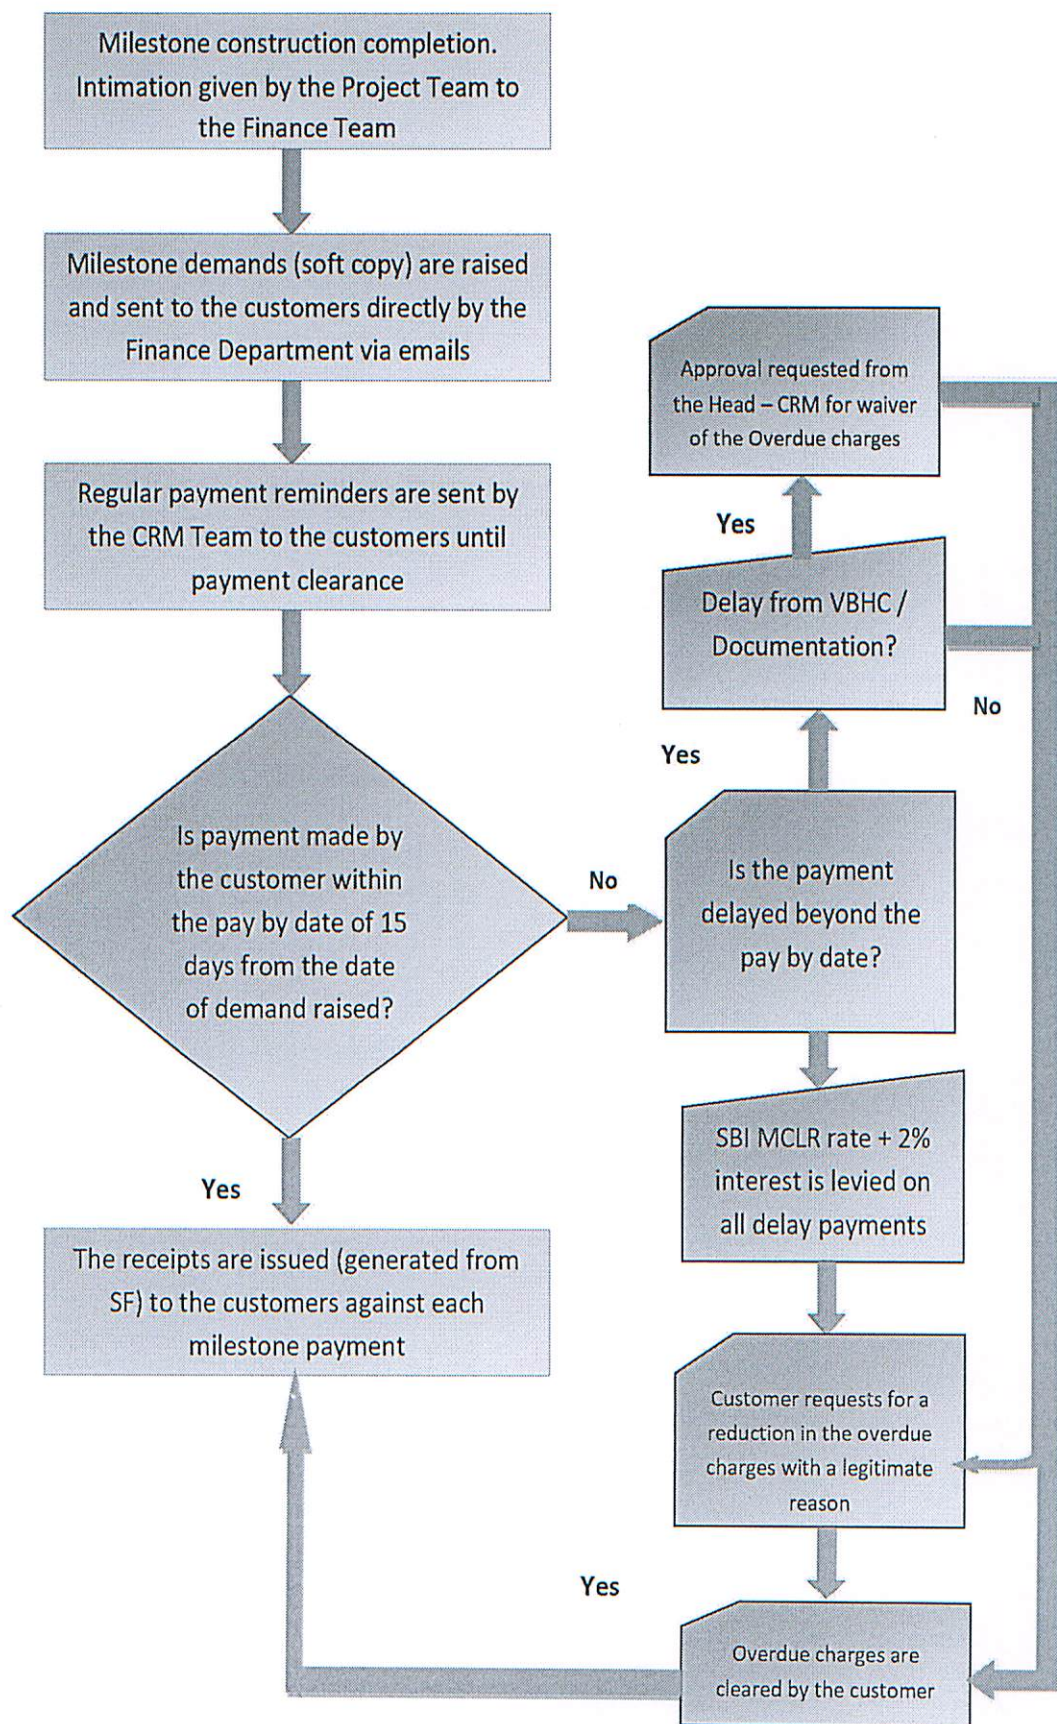 Milestone construction completion.
Intimation given by the Project Team to
the Finance Team
Milestone demands (soft copy) are raised
and sent to the customers directly by the
Finance Department via emails
Regular payment reminders are sent by
the CRM Team to the customers until
payment clearance
Is payment made by
the customer within
the pay by date of 15
days from the date
of demand raised?
No
Yes
The receipts are issued (generated from
SF) to the customers against each
milestone payment
Approval requested from
the Head – CRM for waiver
of the Overdue charges
Yes
Delay from VBHC /
Documentation?
No
Yes
Is the payment
delayed beyond the
pay by date?
SBI MCLR rate + 2%
interest is levied on
all delay payments
Customer requests for a
reduction in the overdue
charges with a legitimate
reason
Yes
Overdue charges are
cleared by the customer